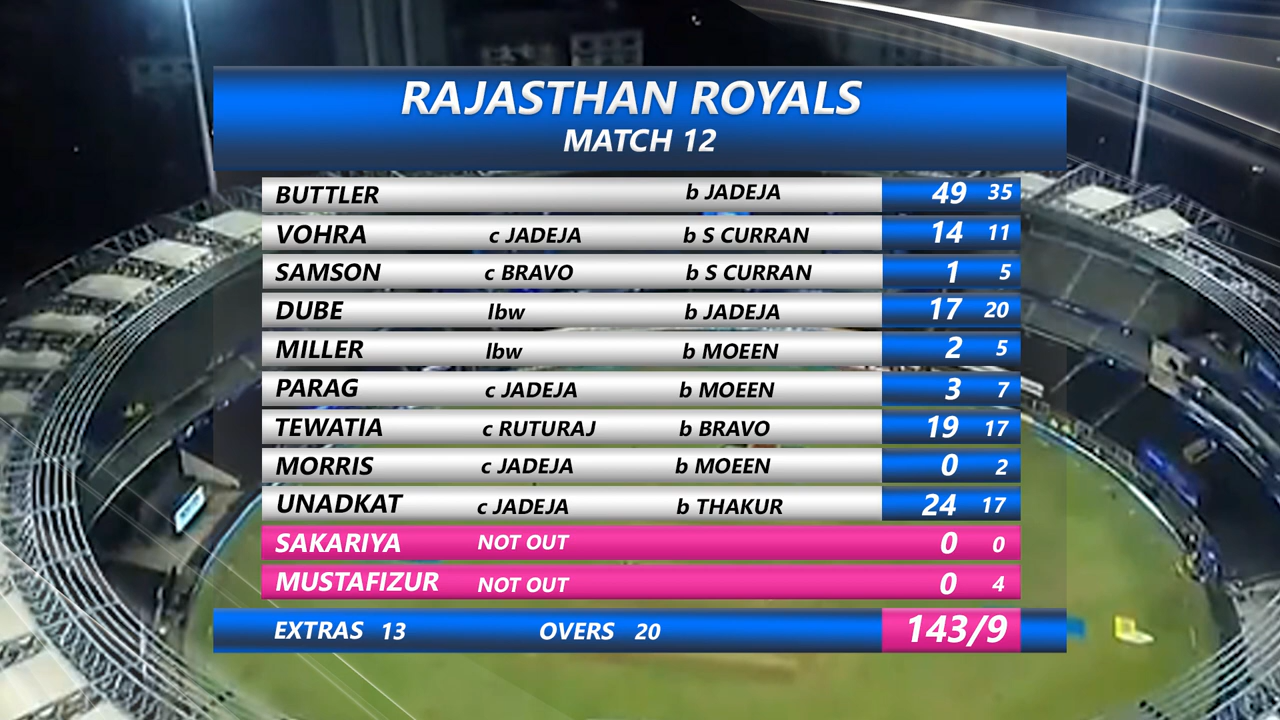 RAJASTHAN ROYALS
MATCH 12
BUTTLER b JADEJA 49 35
VOHRA c JADEJA b S CURRAN 14 11
SAMSON c BRAVO b S CURRAN 1 5
DUBE lbw b JADEJA 17 20
MILLER lbw b MOEEN 2 5
PARAG c JADEJA b MOEEN 3 7
TEWATIA c RUTURAJ b BRAVO 19 17
MORRIS c JADEJA b MOEEN 0 2
UNADKAT c JADEJA b THAKUR 24 17
SAKARIYA NOT OUT 0 0
MUSTAFIZUR NOT OUT 0 4
EXTRAS 13 OVERS 20 143/9